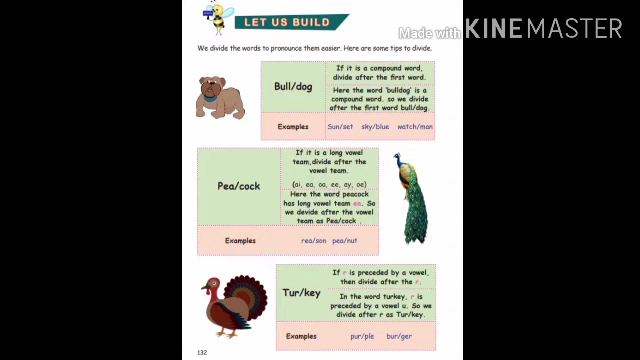 LET US BUILD
Made with KINEMASTER
We divide the words to pronounce them easier. Here are some tips to divide.
Bull/dog
If it is a compound word,
divide after the first word.
Here the word 'bulldog' is a
compound word, so we divide
after the first word bull/dog.
Examples
Sun/set sky/blue watch/man
Pea/cock
If it is a long vowel
team,divide after the
vowel team.
(ai, ea, oa, ee, ay, oe)
Here the word peacock
has long vowel team ea. So
we devide after the vowel
team as Pea/cock .
Examples
rea/son pea/nut
Tur/key
If r is preceded by a vowel,
then divide after the r.
In the word turkey, r is
preceded by a vowel u. So we
divide after r as Tur/key.
Examples
pur/ple bur/ger
132